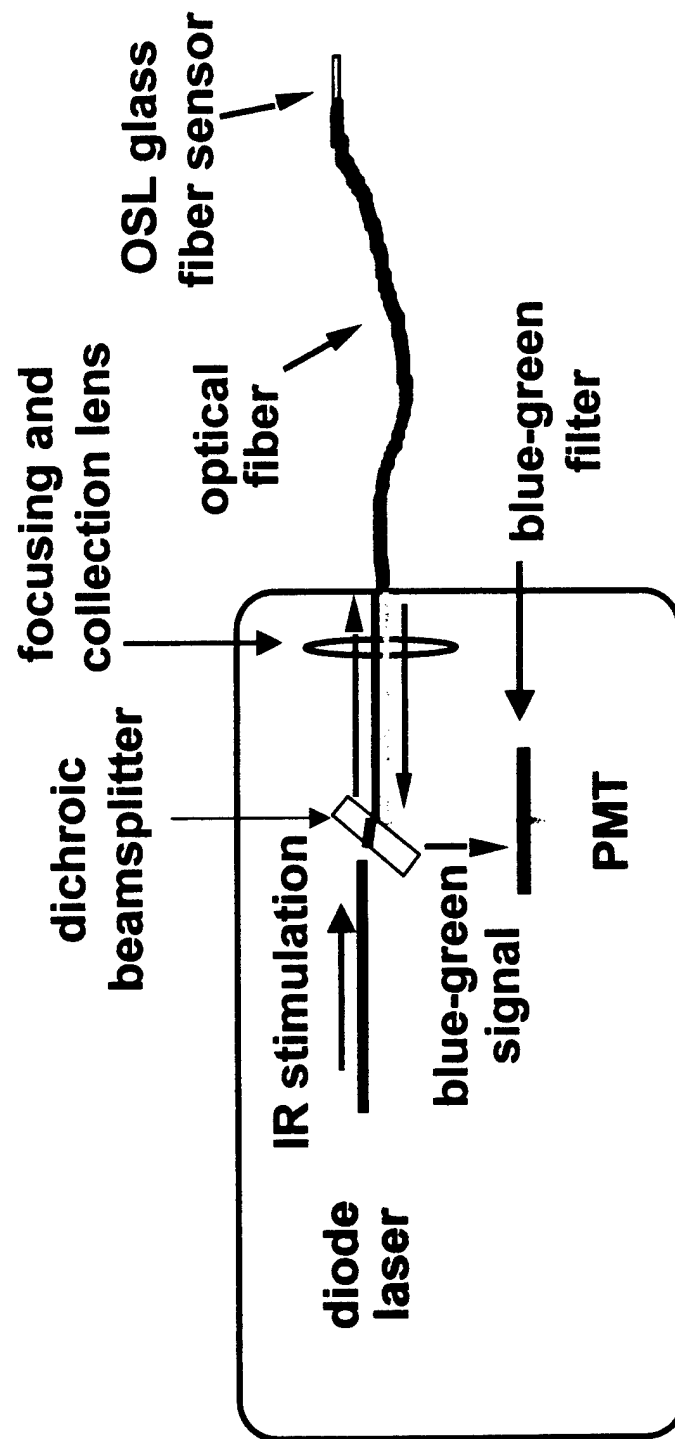 OSL glass
fiber sensor
focusing and
collection lens
optical
fiber
dichroic
beamsplitter
IR stimulation
diode
laser
blue-green
signal
blue-green
filter
PMT